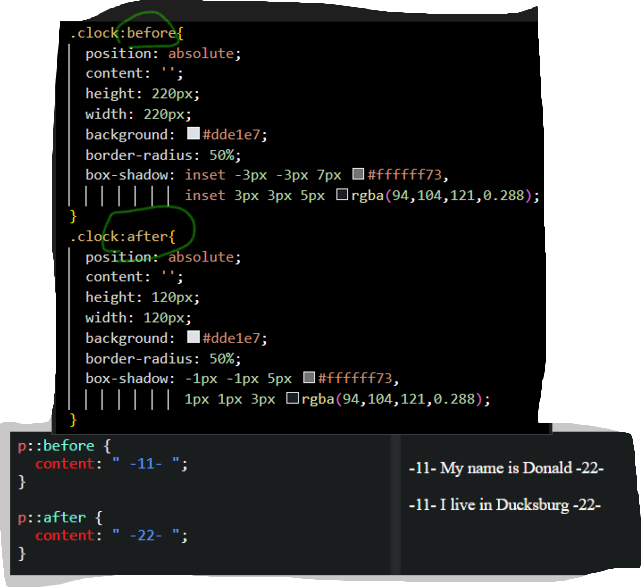 .clock:before{
position: absolute;
content: '';
height: 220px;
width: 220px;
background: #dde1e7;
border-radius: 50%;
box-shadow: inset -3px -3px 7px #ffffff73,
inset 3px 3px 5px rgba(94,104,121,0.288);
}
.clock:after{
position: absolute;
content: '';
height: 120px;
width: 120px;
background: #dde1e7;
border-radius: 50%;
box-shadow: -1px -1px 5px #ffffff73,
1px 1px 3px rgba(94,104,121,0.288);
}
p::before {
content: " -11- ";
}
p::after {
content: " -22- ";
}
-11- My name is Donald -22-
-11- I live in Ducksburg -22-